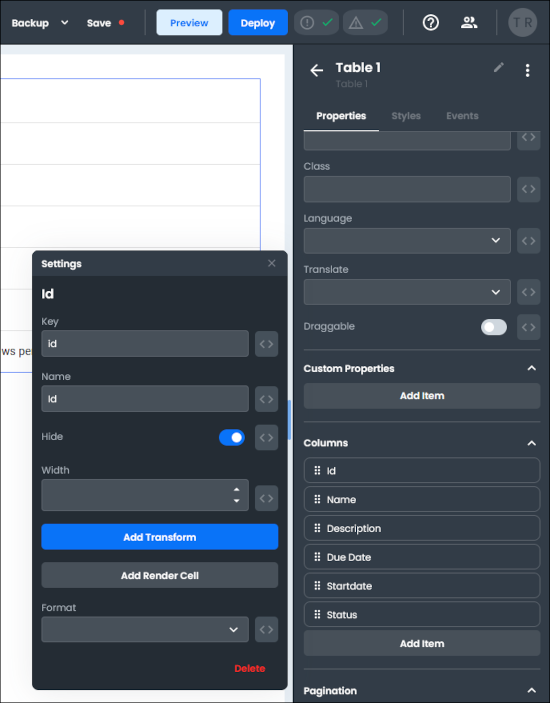 Backup Save Preview Deploy TR
Table 1
Table 1
Properties Styles Events
Class
Language
Translate
Draggable
Custom Properties
Add Item
Columns
Id
Name
Description
Due Date
Startdate
Status
Add Item
Pagination
ws pe
Settings
Id
Key
id
Name
Id
Hide
Width
Add Transform
Add Render Cell
Format
Delete